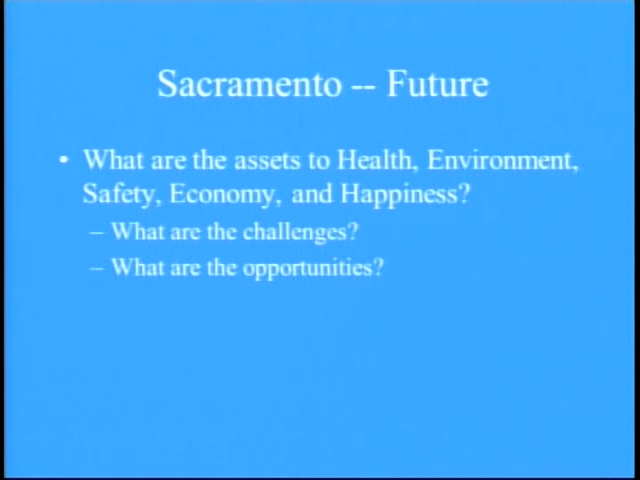 Sacramento -- Future
• What are the assets to Health, Environment,
Safety, Economy, and Happiness?
– What are the challenges?
– What are the opportunities?